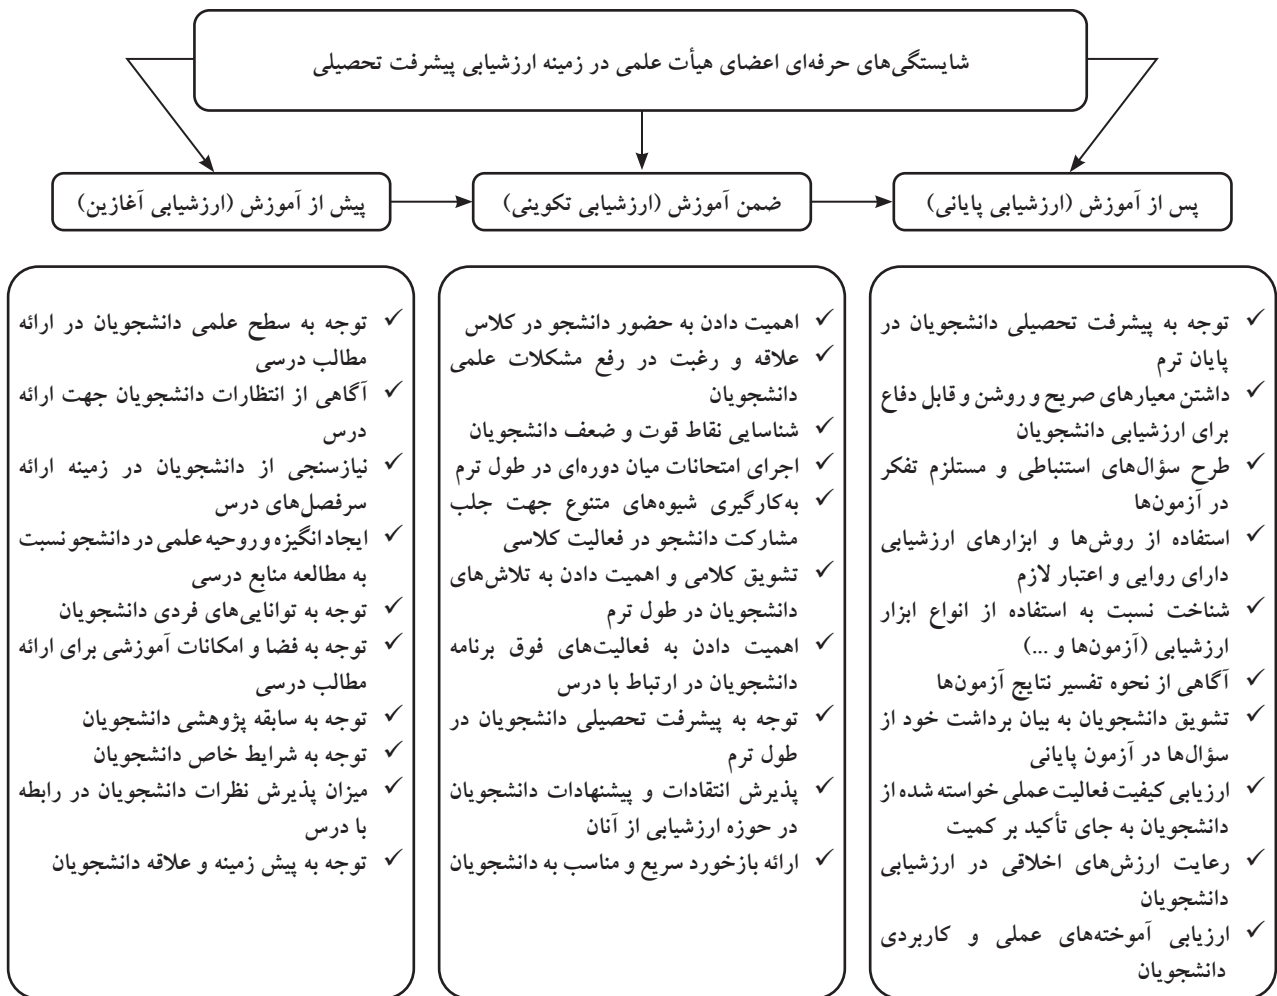 شایستگی‌های حرفه‌ای اعضای هیأت علمی در زمینه ارزشیابی پیشرفت تحصیلی
پیش از آموزش (ارزشیابی آغازین)
ضمن آموزش (ارزشیابی تکوینی)
پس از آموزش (ارزشیابی پایانی)
✓ توجه به سطح علمی دانشجویان در ارائه
مطالب درسی
✓ آگاهی از انتظارات دانشجویان جهت ارائه
درس
✓ نیازسنجی از دانشجویان در زمینه ارائه
سرفصل‌های درس
✓ ایجاد انگیزه و روحیه علمی در دانشجو نسبت
به مطالعه منابع درسی
✓ توجه به توانایی‌های فردی دانشجویان
✓ توجه به فضا و امکانات آموزشی برای ارائه
مطالب درسی
✓ توجه به سابقه پژوهشی دانشجویان
✓ توجه به شرایط خاص دانشجویان
✓ میزان پذیرش نظرات دانشجویان در رابطه
با درس
✓ توجه به پیش زمینه و علاقه دانشجویان
✓ اهمیت دادن به حضور دانشجو در کلاس
✓ علاقه و رغبت در رفع مشکلات علمی
دانشجویان
✓ شناسایی نقاط قوت و ضعف دانشجویان
✓ اجرای امتحانات میان دوره‌ای در طول ترم
✓ به‌کارگیری شیوه‌های متنوع جهت جلب
مشارکت دانشجو در فعالیت کلاسی
✓ تشویق کلامی و اهمیت دادن به تلاش‌های
دانشجویان در طول ترم
✓ اهمیت دادن به فعالیت‌های فوق برنامه
دانشجویان در ارتباط با درس
✓ توجه به پیشرفت تحصیلی دانشجویان در
طول ترم
✓ پذیرش انتقادات و پیشنهادات دانشجویان
در حوزه ارزشیابی از آنان
✓ ارائه بازخورد سریع و مناسب به دانشجویان
✓ توجه به پیشرفت تحصیلی دانشجویان در
پایان ترم
✓ داشتن معیارهای صریح و روشن و قابل دفاع
برای ارزشیابی دانشجویان
✓ طرح سؤال‌های استنباطی و مستلزم تفکر
در آزمون‌ها
✓ استفاده از روش‌ها و ابزارهای ارزشیابی
دارای روایی و اعتبار لازم
✓ شناخت نسبت به استفاده از انواع ابزار
ارزشیابی (آزمون‌ها و ...)
✓ آگاهی از نحوه تفسیر نتایج آزمون‌ها
✓ تشویق دانشجویان به بیان برداشت خود از
سؤال‌ها در آزمون پایانی
✓ ارزیابی کیفیت فعالیت عملی خواسته شده از
دانشجویان به جای تأکید بر کمیت
✓ رعایت ارزش‌های اخلاقی در ارزشیابی
دانشجویان
✓ ارزیابی آموخته‌های عملی و کاربردی
دانشجویان